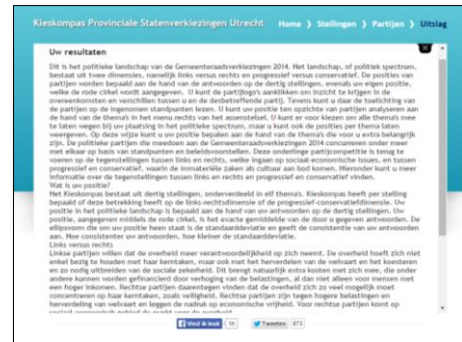 Kieskompas Provinciale Statenverkiezingen Utrecht
Home ❯ Stellingen ❯ Partijen ❯ Uitslag
Uw resultaten
Dit is het politieke landschap van de Gemeenteraadsverkiezingen 2014. Het landschap, of politiek spectrum,
bestaat uit twee dimensies, namelijk links versus rechts en progressief versus conservatief. De posities van
partijen worden bepaald aan de hand van de antwoorden op de dertig stellingen, evenals uw eigen positie,
welke de rode cirkel wordt aangegeven. U kunt de partijlogo's aanklikken om inzicht te krijgen in de
overeenkomsten en verschillen tussen u en de desbetreffende partij. Tevens kunt u daar de toelichting van
de partijen op de ingenomen standpunten lezen. U kunt uw positie ten opzichte van partijen analyseren aan
de hand van de thema's in het menu rechts van het assenstelsel. U kunt er voor kiezen om alle thema's mee
te laten wegen bij uw plaatsing in het politieke spectrum, maar u kunt ook de posities per thema laten
weergeven. Op deze wijze kunt u uw positie bepalen aan de hand van de thema's die voor u extra belangrijk
zijn. De politieke partijen die meedoen aan de Gemeenteraadsverkiezingen 2014 concurreren onder meer
met elkaar op basis van standpunten en beleidsvoorstellen. Deze onderlinge partijcompetitie is terug te
voeren op de tegenstellingen tussen links en rechts, welke ingaan op sociaal-economische issues, en tussen
progressief en conservatief, waarin de immateriële zaken als cultuur aan bod komen. Hieronder kunt u meer
informatie over de tegenstellingen tussen links en rechts en progressief en conservatief vinden.
Wat is uw positie?
Het Kieskompas bestaat uit dertig stellingen, onderverdeeld in elf thema's. Kieskompas heeft per stelling
bepaald of deze betrekking heeft op de links-rechtsdimensie of de progressief-conservatiefdimensie. Uw
positie in het politieke landschap is bepaald aan de hand van uw antwoorden op de dertig stellingen. Uw
positie, aangegeven middels de rode cirkel, is het exacte gemiddelde van de door u gegeven antwoorden. De
ellipsvorm die om uw positie heen staat is de standaarddeviatie en geeft de consistentie van uw antwoorden
aan. Hoe consistenter uw antwoorden, hoe kleiner de standaarddeviatie.
Links versus rechts
Linkse partijen willen dat de overheid meer verantwoordelijkheid op zich neemt. De overheid hoeft zich niet
enkel bezig te houden met haar kerntaken, maar ook met het herverdelen van de welvaart en het koesteren
en zo nodig uitbreiden van de sociale zekerheid. Dit brengt natuurlijk extra kosten met zich mee, die onder
andere kunnen worden gefinancierd door verhoging van de belastingen, al dan niet alleen voor mensen met
een hoger inkomen. Rechtse partijen daarentegen vinden dat de overheid zich zo veel mogelijk moet
concentreren op haar kerntaken, zoals veiligheid. Rechtse partijen zijn tegen hogere belastingen en
herverdeling van welvaart en leggen de nadruk op economische vrijheid. Voor rechtse partijen komt op
Vind ik leuk
1K
Tweeten
873